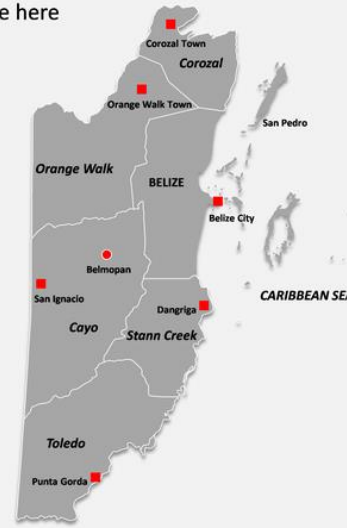 e here
Corozal Town
Corozal
Orange Walk Town
San Pedro
Orange Walk
BELIZE
Belize City
Belmopan
San Ignacio
CARIBBEAN SEA
Dangriga
Cayo
Stann Creek
Toledo
Punta Gorda